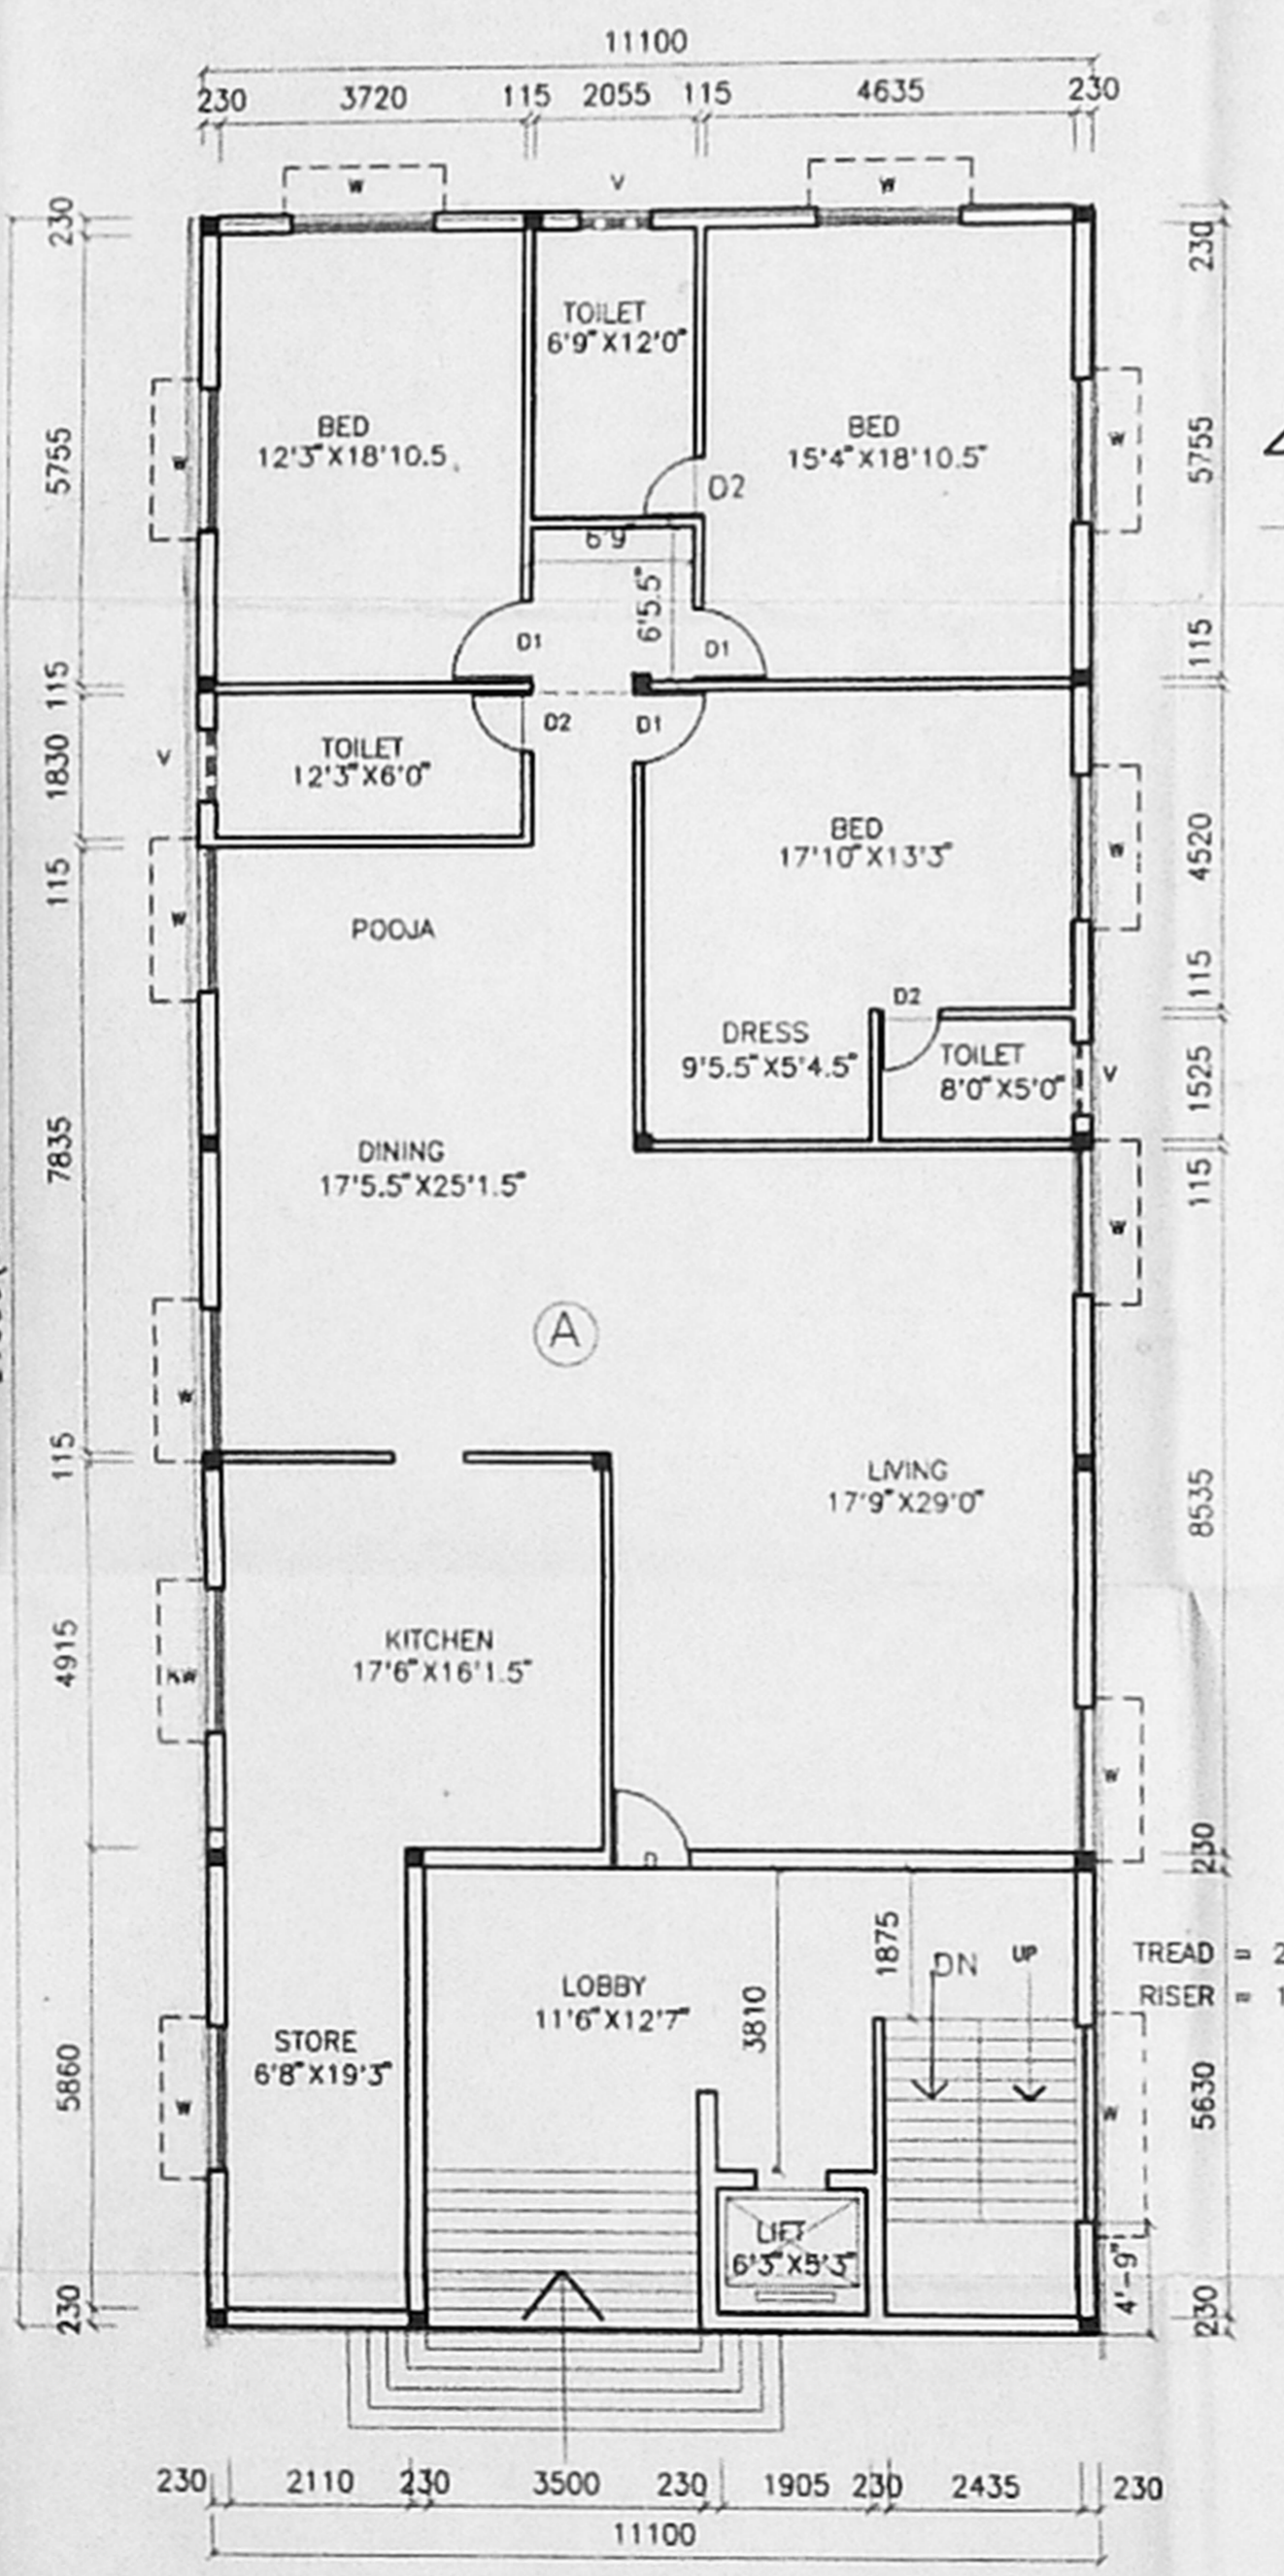 11100
230 3720 115 2055 115 4635 230
W V W
230
230
TOILET
6'9"X12'0"
BED
12'3"X18'10.5
BED
15'4"X18'10.5"
5755
W
W
5755
D2
6'9"
6'5.5"
D1
D1
115
115
D2
D1
V
TOILET
12'3"X6'0"
1830
BED
17'10"X13'3"
W
4520
115
W
POOJA
115
D2
DRESS
9'5.5"X5'4.5"
TOILET
8'0"X5'0"
V
1525
7835
DINING
17'5.5"X25'1.5"
115
W
A
W
115
LIVING
17'9"X29'0"
8535
KITCHEN
17'6"X16'1.5"
4915
KW
W
D
230
1875
DN
UP
TREAD = 2
RISER = 1
LOBBY
11'6"X12'7"
3810
STORE
6'8"X19'3"
5860
W
W
5630
LIFT
6'3"X5'3"
4'-9"
230
230
230 2110 230 3500 230 1905 230 2435 230
11100